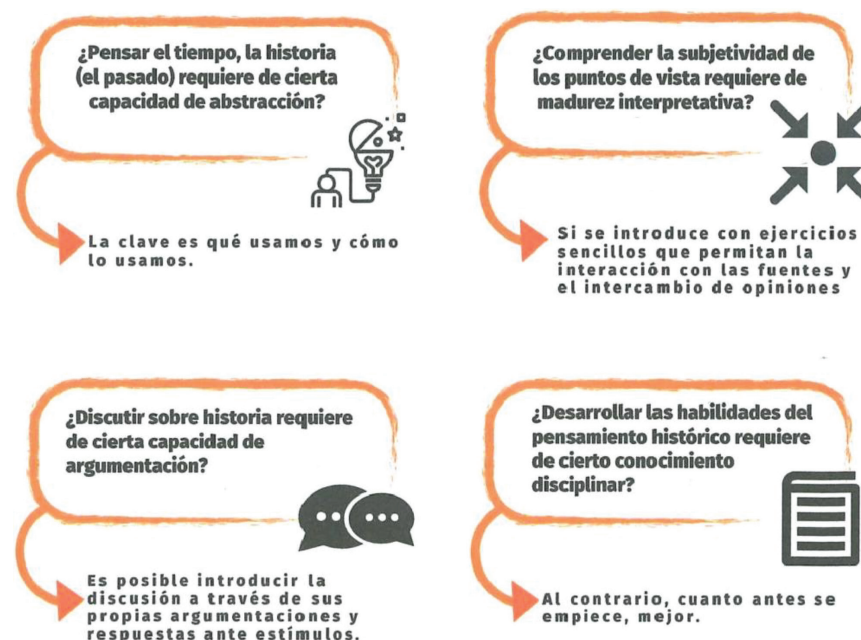 ¿Pensar el tiempo, la historia
(el pasado) requiere de cierta
capacidad de abstracción?
La clave es qué usamos y cómo
lo usamos.
¿Comprender la subjetividad de
los puntos de vista requiere de
madurez interpretativa?
Si se introduce con ejercicios
sencillos que permitan la
interacción con las fuentes y
el intercambio de opiniones
¿Discutir sobre historia requiere
de cierta capacidad de
argumentación?
Es posible introducir la
discusión a través de sus
propias argumentaciones y
respuestas ante estímulos.
¿Desarrollar las habilidades del
pensamiento histórico requiere
de cierto conocimiento
disciplinar?
Al contrario, cuanto antes se
empiece, mejor.